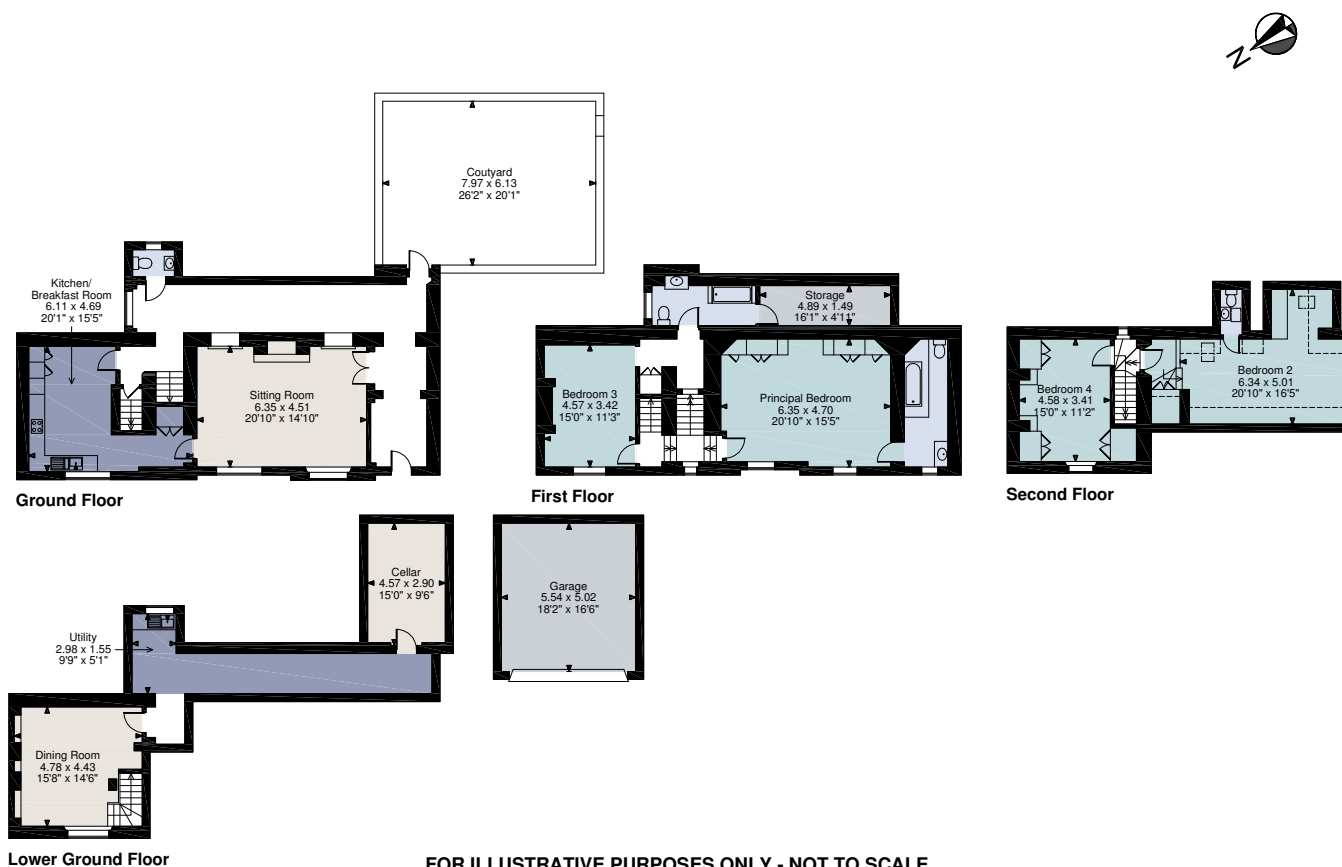 N
Coutyard
7.97 x 6.13
26'2" x 20'1"
Kitchen/
Breakfast Room
6.11 x 4.69
20'1" x 15'5"
Sitting Room
6.35 x 4.51
20'10" x 14'10"
Ground Floor
Storage
4.89 x 1.49
16'1" x 4'11"
Bedroom 3
4.57 x 3.42
15'0" x 11'3"
Principal Bedroom
6.35 x 4.70
20'10" x 15'5"
First Floor
Bedroom 4
4.58 x 3.41
15'0" x 11'2"
Bedroom 2
6.34 x 5.01
20'10" x 16'5"
Second Floor
Cellar
4.57 x 2.90
15'0" x 9'6"
Garage
5.54 x 5.02
18'2" x 16'6"
Utility
2.98 x 1.55
9'9" x 5'1"
Dining Room
4.78 x 4.43
15'8" x 14'6"
Lower Ground Floor
FOR ILLUSTRATIVE PURPOSES ONLY - NOT TO SCALE